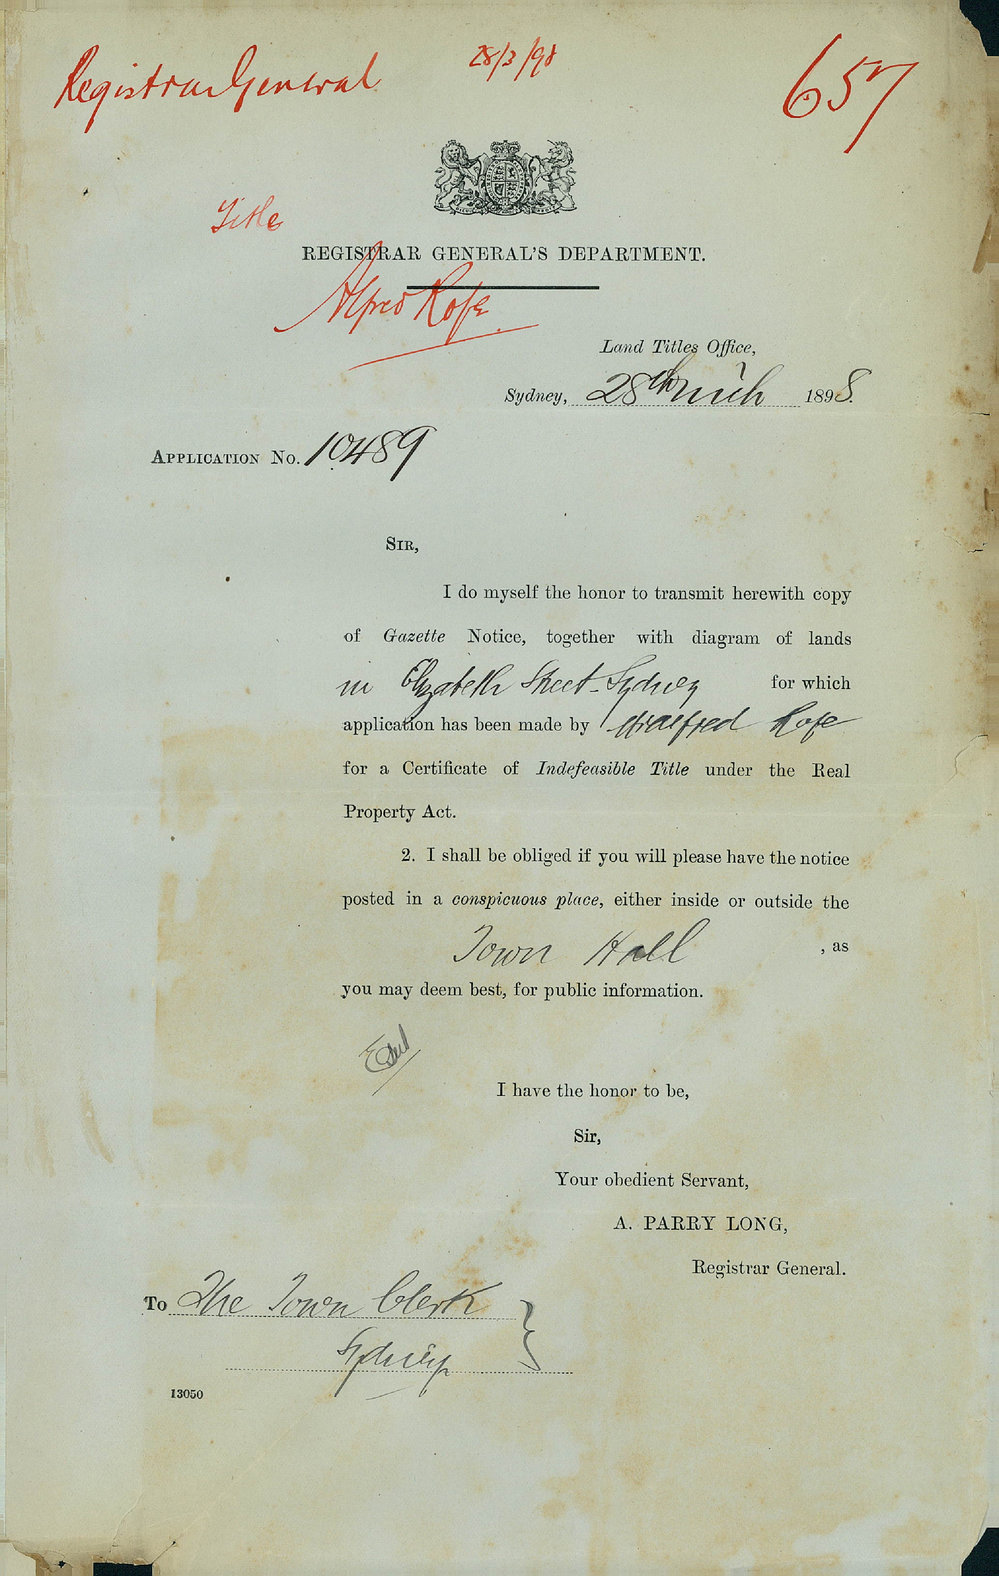 Registrar General
28/3/98
657
Title
REGISTRAR GENERAL'S DEPARTMENT.
Alfred Rofe
Land Titles Office,
Sydney, 28th March 1898.
APPLICATION No. 10489
SIR,
I do myself the honor to transmit herewith copy
of Gazette Notice, together with diagram of lands
in Elizabeth Street Sydney for which
application has been made by Alfred Rofe
for a Certificate of Indefeasible Title under the Real
Property Act.
2. I shall be obliged if you will please have the notice
posted in a conspicuous place, either inside or outside the
Town Hall , as
you may deem best, for public information.
I have the honor to be,
Sir,
Your obedient Servant,
A. PARRY LONG,
Registrar General.
To The Town Clerk
Sydney
13050